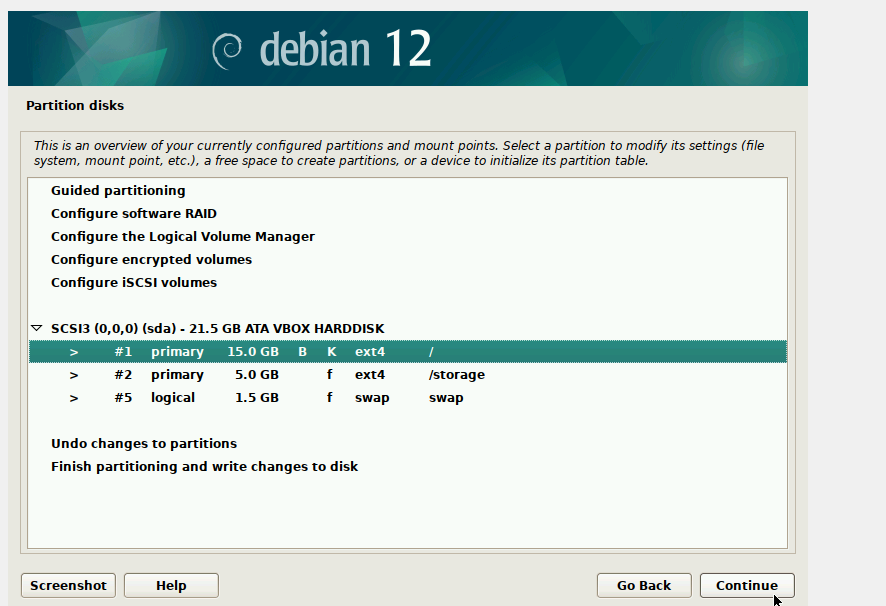 debian 12
Partition disks
This is an overview of your currently configured partitions and mount points. Select a partition to modify its settings (file
system, mount point, etc.), a free space to create partitions, or a device to initialize its partition table.
Guided partitioning
Configure software RAID
Configure the Logical Volume Manager
Configure encrypted volumes
Configure iSCSI volumes
SCSI3 (0,0,0) (sda) - 21.5 GB ATA VBOX HARDDISK
> #1 primary 15.0 GB B K ext4 /
> #2 primary 5.0 GB f ext4 /storage
> #5 logical 1.5 GB f swap swap
Undo changes to partitions
Finish partitioning and write changes to disk
Screenshot Help Go Back Continue